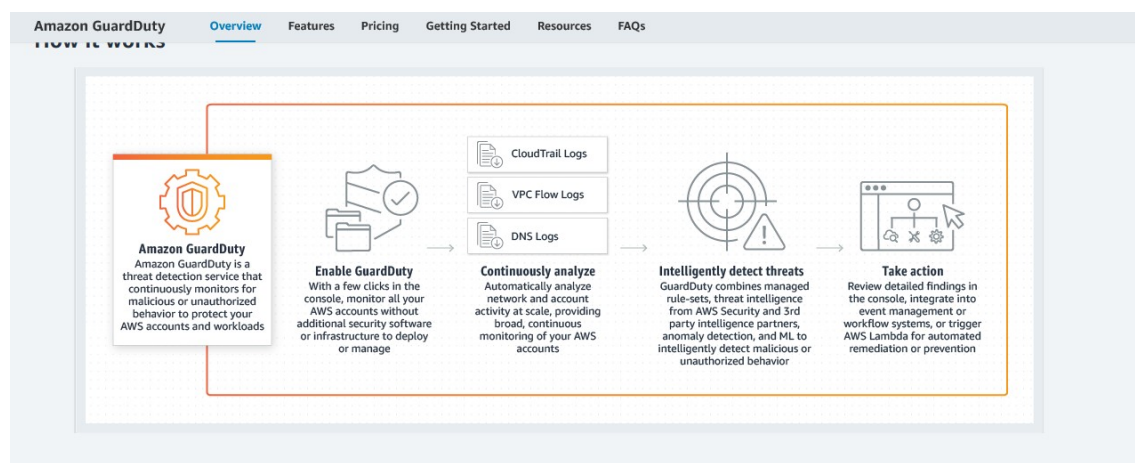 Amazon GuardDuty Overview Features Pricing Getting Started Resources FAQs
How it works
Amazon GuardDuty
Amazon GuardDuty is a
threat detection service that
continuously monitors for
malicious or unauthorized
behavior to protect your
AWS accounts and workloads
Enable GuardDuty
With a few clicks in the
console, monitor all your
AWS accounts without
additional security software
or infrastructure to deploy
or manage
CloudTrail Logs
VPC Flow Logs
DNS Logs
Continuously analyze
Automatically analyze
network and account
activity at scale, providing
broad, continuous
monitoring of your AWS
accounts
Intelligently detect threats
GuardDuty combines managed
rule-sets, threat intelligence
from AWS Security and 3rd
party intelligence partners,
anomaly detection, and ML to
intelligently detect malicious or
unauthorized behavior
Take action
Review detailed findings in
the console, integrate into
event management or
workflow systems, or trigger
AWS Lambda for automated
remediation or prevention